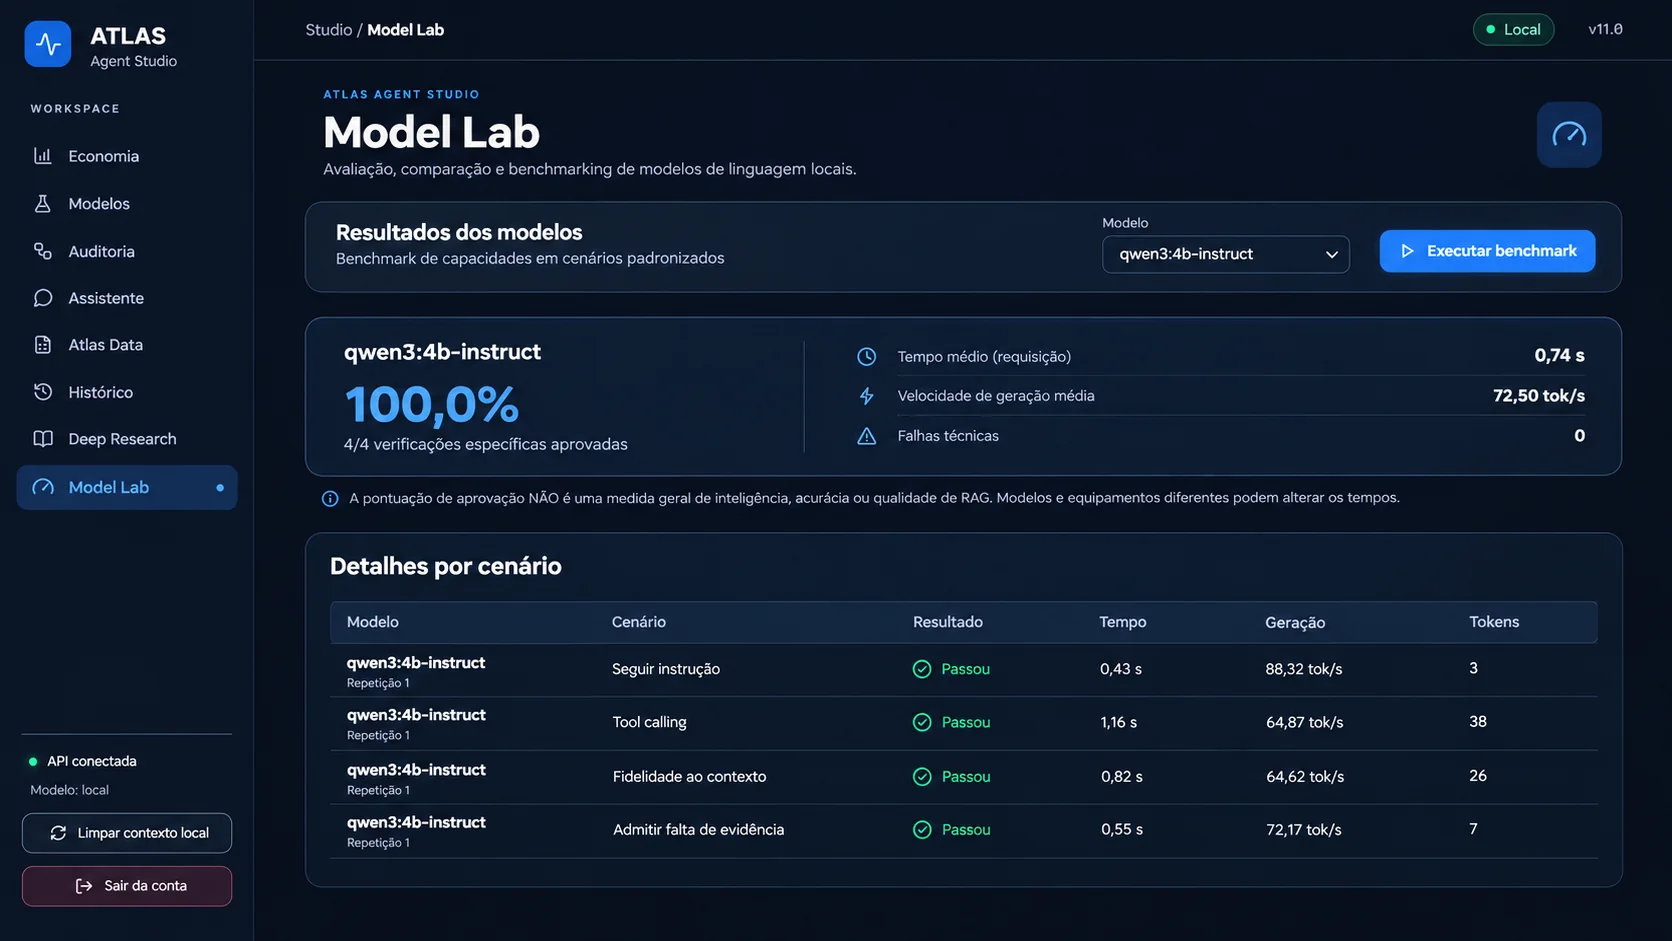 ATLAS
Agent Studio
WORKSPACE
Economia
Modelos
Auditoria
Assistente
Atlas Data
Histórico
Deep Research
Model Lab
API conectada
Modelo: local
Limpar contexto local
Sair da conta
Studio / Model Lab
Local
v11.0
ATLAS AGENT STUDIO
Model Lab
Avaliação, comparação e benchmarking de modelos de linguagem locais.
Resultados dos modelos
Benchmark de capacidades em cenários padronizados
Modelo
qwen3:4b-instruct
Executar benchmark
qwen3:4b-instruct
100,0%
4/4 verificações específicas aprovadas
Tempo médio (requisição) 0,74 s
Velocidade de geração média 72,50 tok/s
Falhas técnicas 0
A pontuação de aprovação NÃO é uma medida geral de inteligência, acurácia ou qualidade de RAG. Modelos e equipamentos diferentes podem alterar os tempos.
Detalhes por cenário
Modelo Cenário Resultado Tempo Geração Tokens
qwen3:4b-instruct Seguir instrução Passou 0,43 s 88,32 tok/s 3
Repetição 1
qwen3:4b-instruct Tool calling Passou 1,16 s 64,87 tok/s 38
Repetição 1
qwen3:4b-instruct Fidelidade ao contexto Passou 0,82 s 64,62 tok/s 26
Repetição 1
qwen3:4b-instruct Admitir falta de evidência Passou 0,55 s 72,17 tok/s 7
Repetição 1